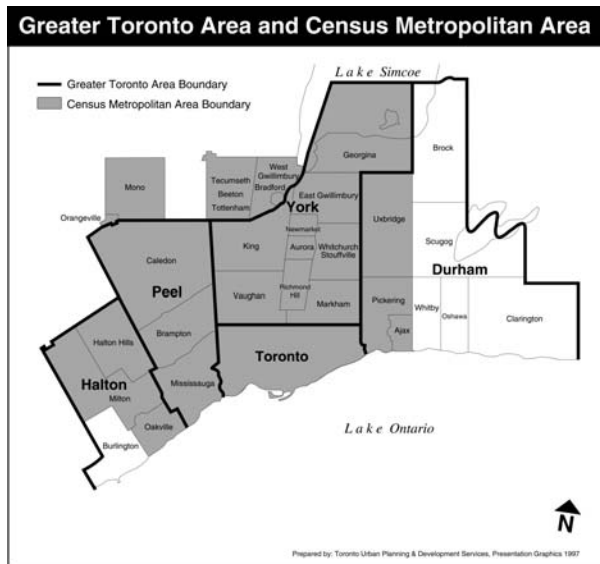 Greater Toronto Area and Census Metropolitan Area
Lake Simcoe
Greater Toronto Area Boundary
Census Metropolitan Area Boundary
Brock
Georgina
West
Gwillimbury
Bradford
Tecumseth
Beeton
Tottenham
Mono
East Gwillimbury
York
Orangeville
Uxbridge
Newmarket
Scugog
King
Aurora
Whitchurch
Stouffville
Caledon
Durham
Peel
Richmond
Hill
Vaughan
Markham
Pickering
Whitby
Oshawa
Clarington
Ajax
Brampton
Halton Hills
Toronto
Halton
Mississauga
Milton
Oakville
Burlington
Lake Ontario
N
Prepared by: Toronto Urban Planning & Development Services, Presentation Graphics 1997